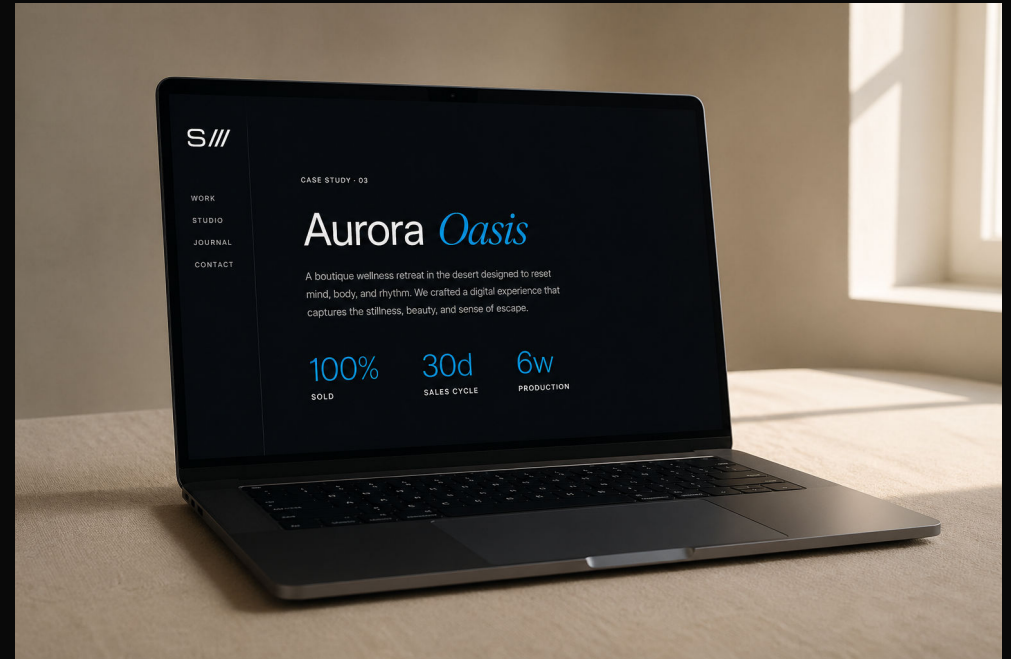 S///
WORK
STUDIO
JOURNAL
CONTACT
CASE STUDY · 03
Aurora Oasis
A boutique wellness retreat in the desert designed to reset
mind, body, and rhythm. We crafted a digital experience that
captures the stillness, beauty, and sense of escape.
100%
SOLD
30d
SALES CYCLE
6w
PRODUCTION